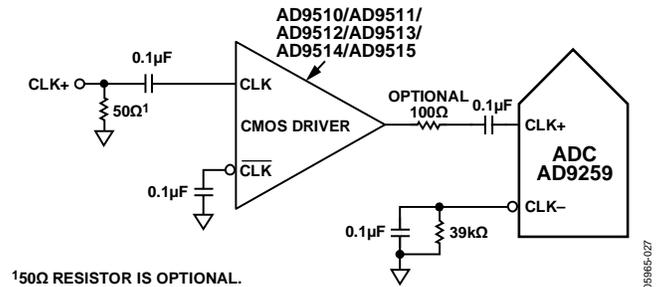 AD9510/AD9511/
AD9512/AD9513/
AD9514/AD9515
0.1µF
CLK+
50Ω¹
CLK
CMOS DRIVER
CLK
0.1µF
OPTIONAL
100Ω
0.1µF
CLK+
ADC
AD9259
CLK–
0.1µF
39kΩ
¹50Ω RESISTOR IS OPTIONAL.
05965-027